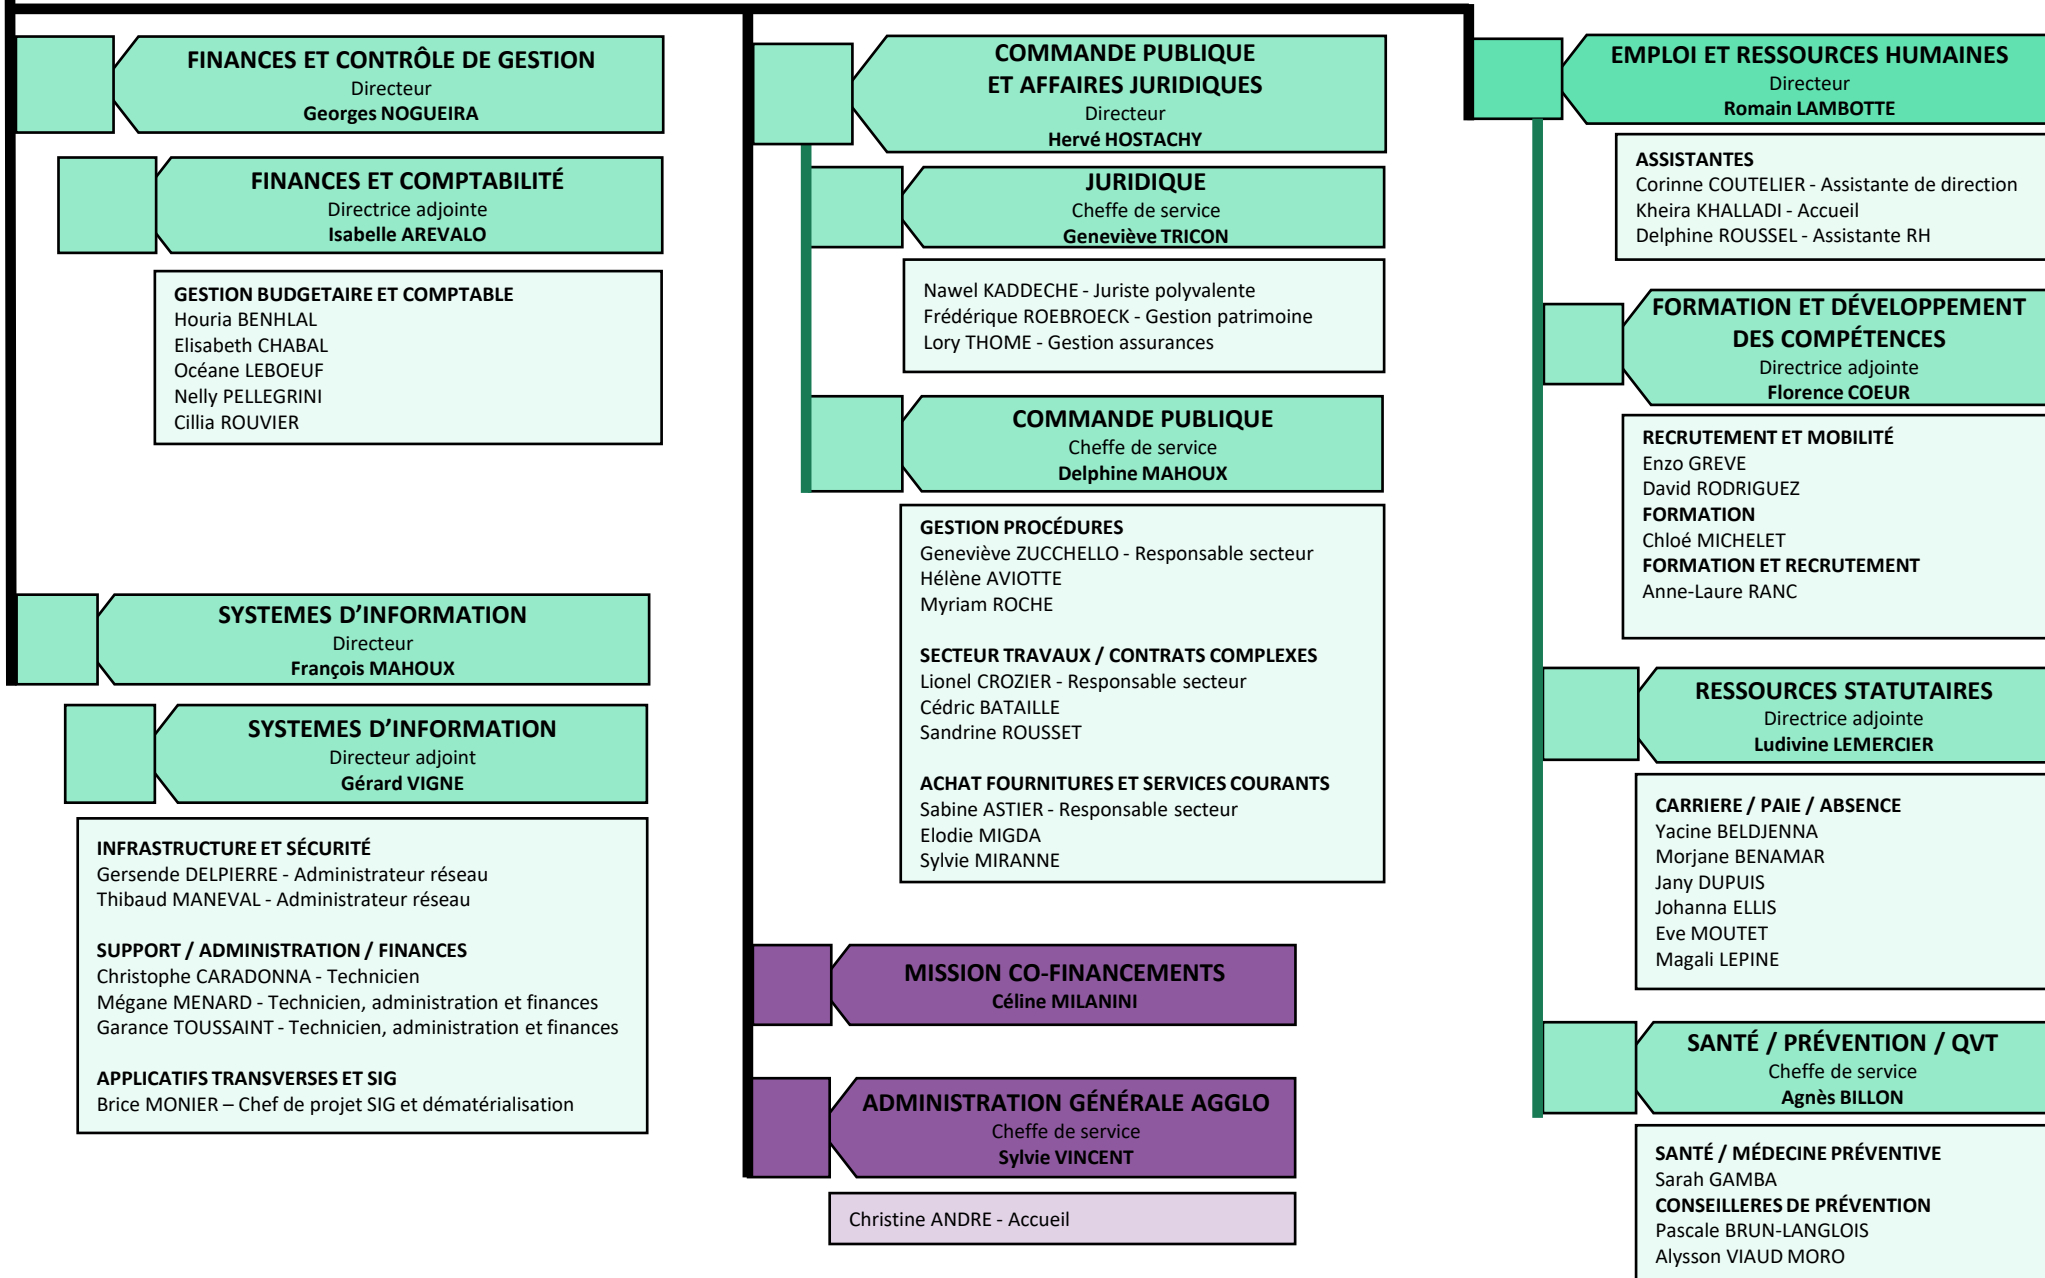 FINANCES ET CONTRÔLE DE GESTION
Directeur
Georges NOGUEIRA
FINANCES ET COMPTABILITÉ
Directrice adjointe
Isabelle AREVALO
GESTION BUDGETAIRE ET COMPTABLE
Houria BENHLAL
Elisabeth CHABAL
Océane LEBOEUF
Nelly PELLEGRINI
Cillia ROUVIER
SYSTEMES D’INFORMATION
Directeur
François MAHOUX
SYSTEMES D’INFORMATION
Directeur adjoint
Gérard VIGNE
INFRASTRUCTURE ET SÉCURITÉ
Gersende DELPIERRE - Administrateur réseau
Thibaud MANEVAL - Administrateur réseau
SUPPORT / ADMINISTRATION / FINANCES
Christophe CARADONNA - Technicien
Mégane MENARD - Technicien, administration et finances
Garance TOUSSAINT - Technicien, administration et finances
APPLICATIFS TRANSVERSES ET SIG
Brice MONIER – Chef de projet SIG et dématérialisation
COMMANDE PUBLIQUE
ET AFFAIRES JURIDIQUES
Directeur
Hervé HOSTACHY
JURIDIQUE
Cheffe de service
Geneviève TRICON
Nawel KADDECHE - Juriste polyvalente
Frédérique ROEBROECK - Gestion patrimoine
Lory THOME - Gestion assurances
COMMANDE PUBLIQUE
Cheffe de service
Delphine MAHOUX
GESTION PROCÉDURES
Geneviève ZUCCHELLO - Responsable secteur
Hélène AVIOTTE
Myriam ROCHE
SECTEUR TRAVAUX / CONTRATS COMPLEXES
Lionel CROZIER - Responsable secteur
Cédric BATAILLE
Sandrine ROUSSET
ACHAT FOURNITURES ET SERVICES COURANTS
Sabine ASTIER - Responsable secteur
Elodie MIGDA
Sylvie MIRANNE
MISSION CO-FINANCEMENTS
Céline MILANINI
ADMINISTRATION GÉNÉRALE AGGLO
Cheffe de service
Sylvie VINCENT
Christine ANDRE - Accueil
EMPLOI ET RESSOURCES HUMAINES
Directeur
Romain LAMBOTTE
ASSISTANTES
Corinne COUTELIER - Assistante de direction
Kheira KHALLADI - Accueil
Delphine ROUSSEL - Assistante RH
FORMATION ET DÉVELOPPEMENT
DES COMPÉTENCES
Directrice adjointe
Florence COEUR
RECRUTEMENT ET MOBILITÉ
Enzo GREVE
David RODRIGUEZ
FORMATION
Chloé MICHELET
FORMATION ET RECRUTEMENT
Anne-Laure RANC
RESSOURCES STATUTAIRES
Directrice adjointe
Ludivine LEMERCIER
CARRIERE / PAIE / ABSENCE
Yacine BELDJENNA
Morjane BENAMAR
Jany DUPUIS
Johanna ELLIS
Eve MOUTET
Magali LEPINE
SANTÉ / PRÉVENTION / QVT
Cheffe de service
Agnès BILLON
SANTÉ / MÉDECINE PRÉVENTIVE
Sarah GAMBA
CONSEILLERES DE PRÉVENTION
Pascale BRUN-LANGLOIS
Alysson VIAUD MORO